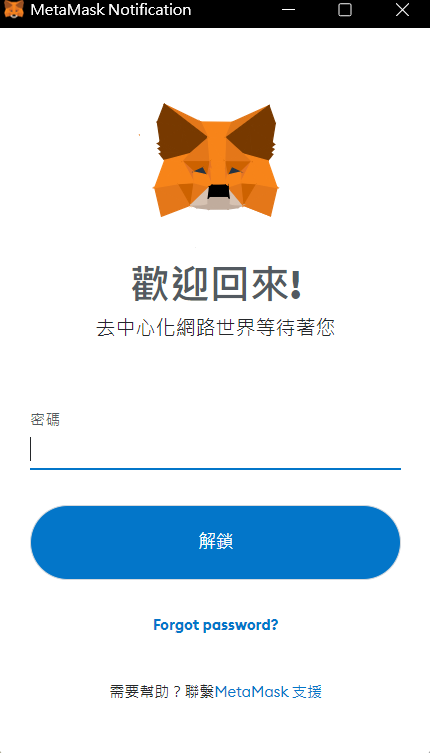 MetaMask Notification
歡迎回來!
去中心化網路世界等待著您
密碼
解鎖
Forgot password?
需要幫助？聯繫MetaMask 支援